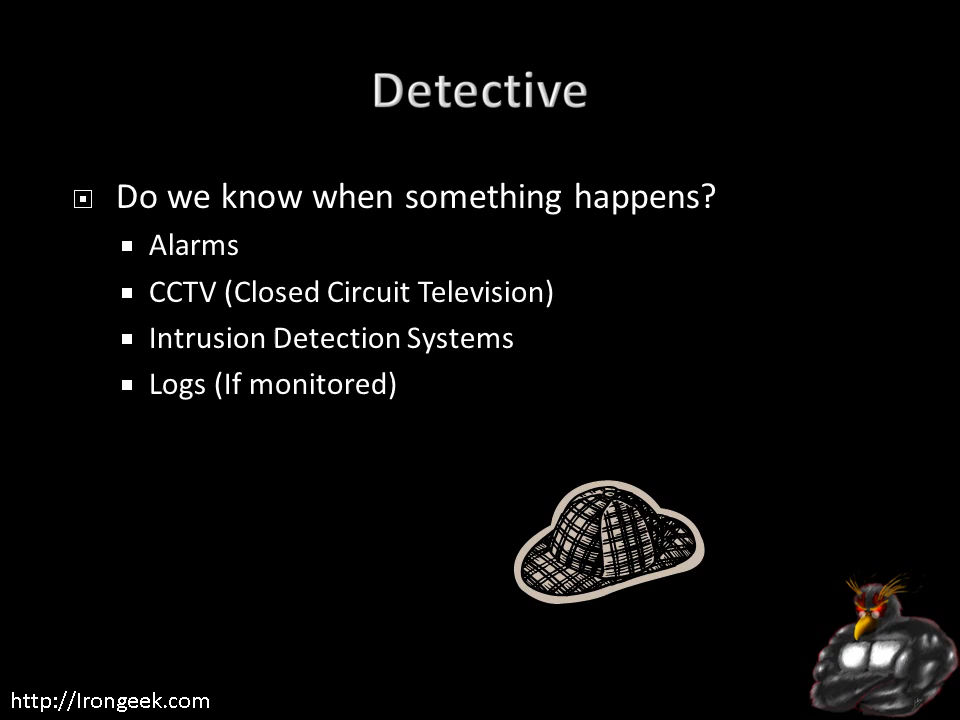 Detective
Do we know when something happens?
Alarms
CCTV (Closed Circuit Television)
Intrusion Detection Systems
Logs (If monitored)
http://Irongeek.com